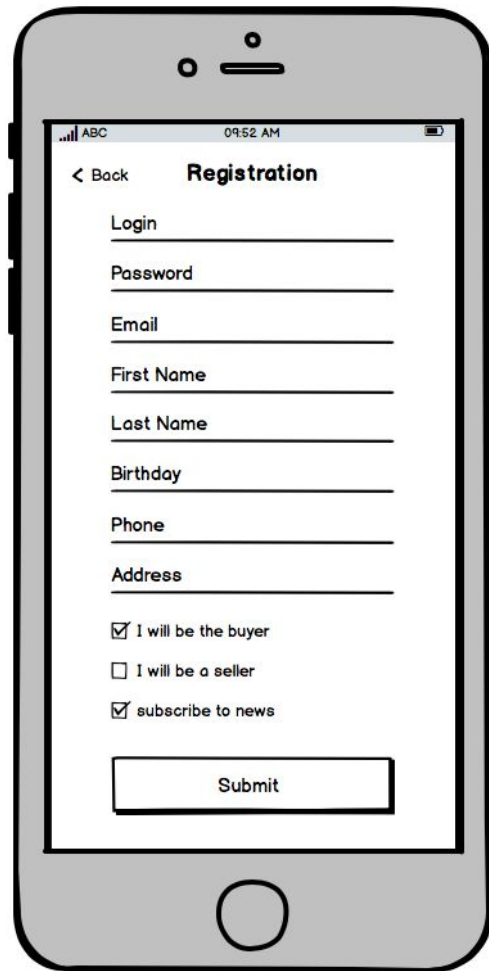 ABC 09:52 AM
Back Registration
Login
Password
Email
First Name
Last Name
Birthday
Phone
Address
I will be the buyer
I will be a seller
subscribe to news
Submit